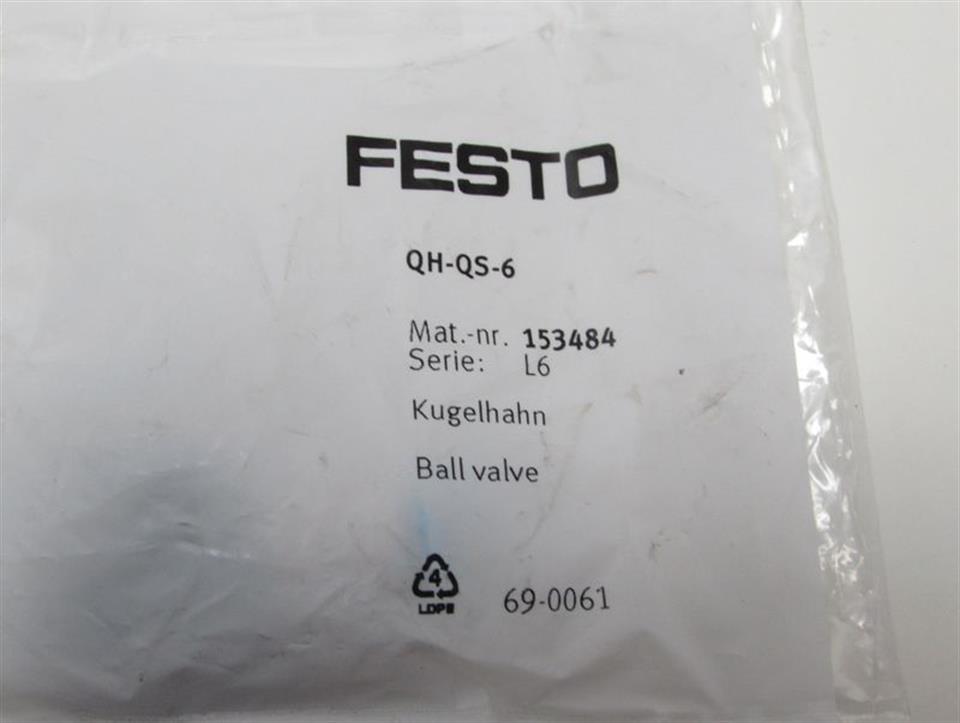 FESTO
QH-QS-6
Mat.-nr. 153484
Serie: L6
Kugelhahn
Ball valve
4
LDPE
69-0061